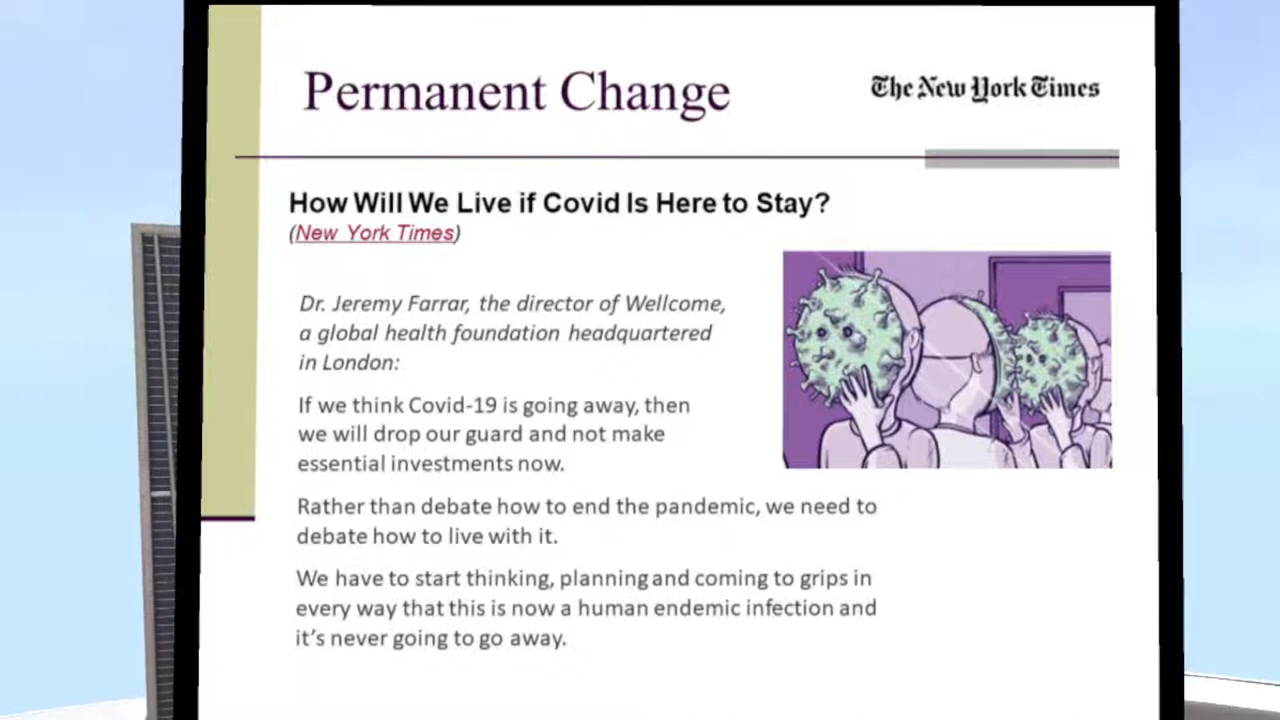 Permanent Change
The New York Times
How Will We Live if Covid Is Here to Stay?
(New York Times)
Dr. Jeremy Farrar, the director of Wellcome,
a global health foundation headquartered
in London:
If we think Covid-19 is going away, then
we will drop our guard and not make
essential investments now.
Rather than debate how to end the pandemic, we need to
debate how to live with it.
We have to start thinking, planning and coming to grips in
every way that this is now a human endemic infection and
it’s never going to go away.